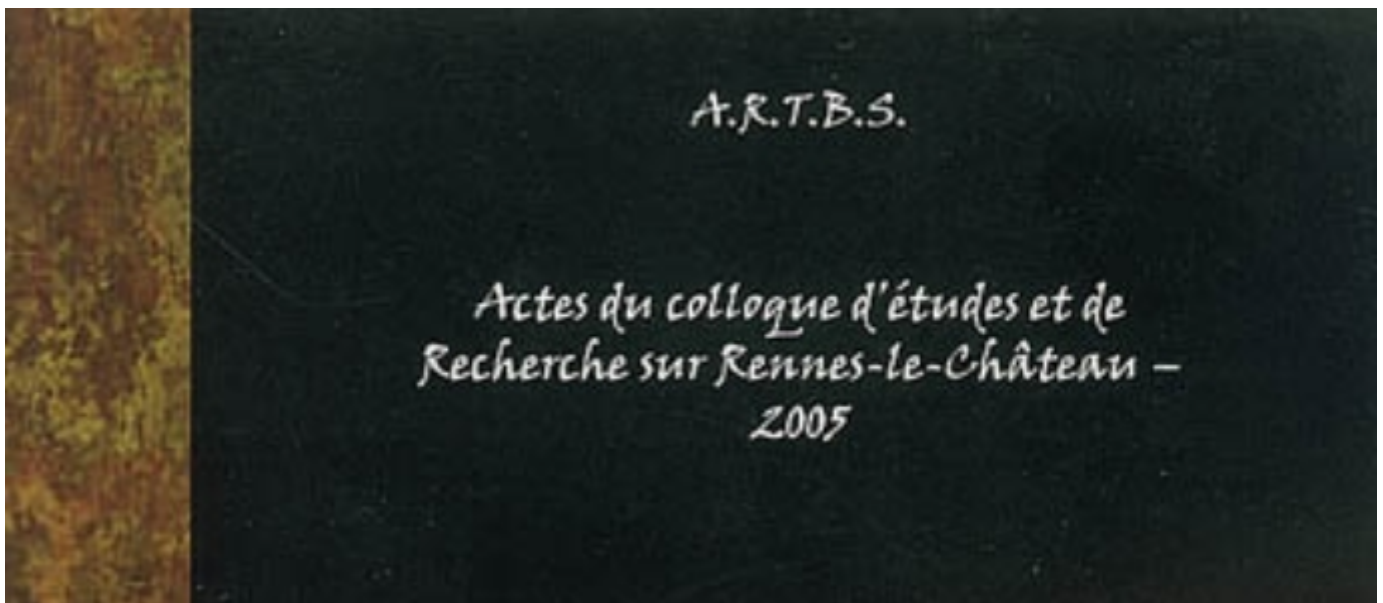 A.R.T.B.S.
Actes du colloque d'études et de
Recherche sur Rennes-le-Château –
2005